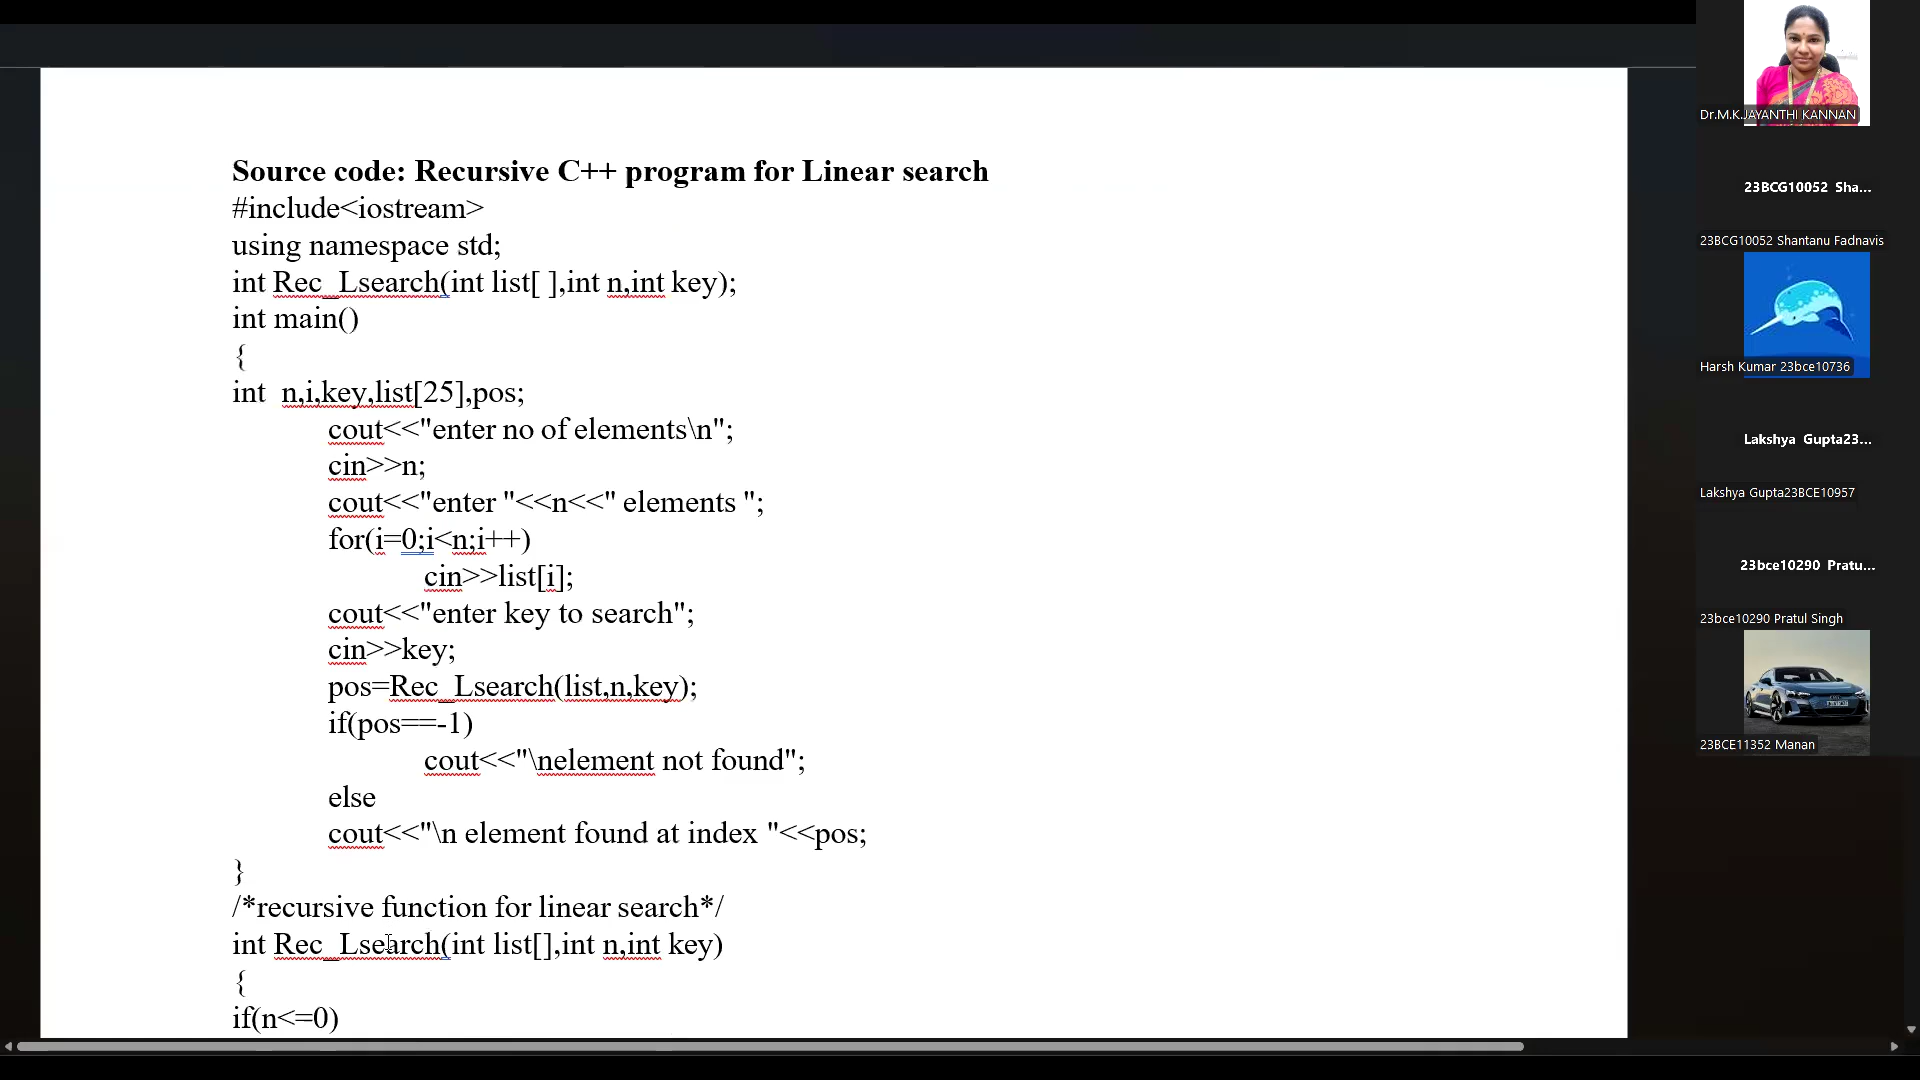 Source code: Recursive C++ program for Linear search
#include<iostream>
using namespace std;
int Rec_Lsearch(int list[ ],int n,int key);
int main()
{
int  n,i,key,list[25],pos;
cout<<"enter no of elements\n";
cin>>n;
cout<<"enter "<<n<<" elements ";
for(i=0;i<n;i++)
cin>>list[i];
cout<<"enter key to search";
cin>>key;
pos=Rec_Lsearch(list,n,key);
if(pos==-1)
cout<<"\nelement not found";
else
cout<<"\n element found at index "<<pos;
}
/*recursive function for linear search*/
int Rec_Lsearch(int list[],int n,int key)
{
if(n<=0)
Dr.M.K.JAYANTHI KANNAN
23BCG10052 Sha...
23BCG10052 Shantanu Fadnavis
Harsh Kumar 23bce10736
Lakshya Gupta23...
Lakshya Gupta23BCE10957
23bce10290 Pratu...
23bce10290 Pratul Singh
23BCE11352 Manan